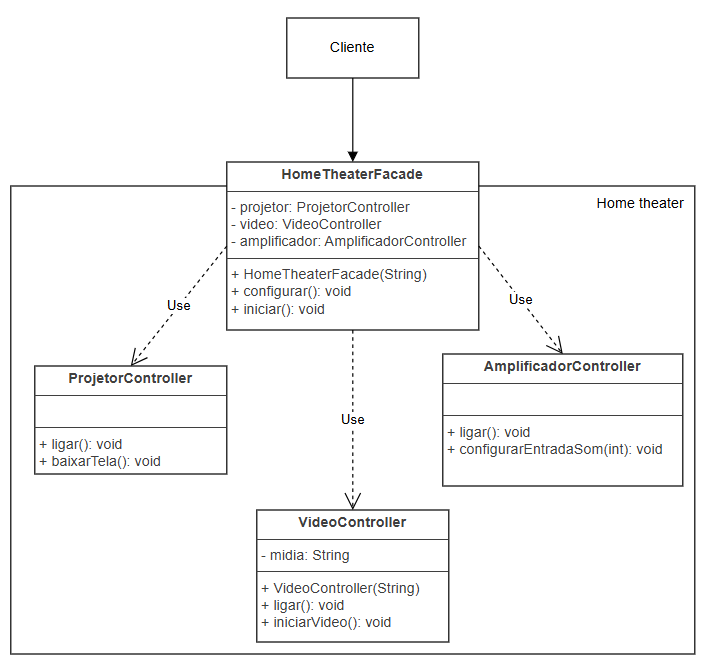 Cliente
HomeTheaterFacade
Home theater
- projetor: ProjetorController
- video: VideoController
- amplificador: AmplificadorController
+ HomeTheaterFacade(String)
+ configurar(): void
+ iniciar(): void
Use
Use
Use
ProjetorController
+ ligar(): void
+ baixarTela(): void
AmplificadorController
+ ligar(): void
+ configurarEntradaSom(int): void
VideoController
- midia: String
+ VideoController(String)
+ ligar(): void
+ iniciarVideo(): void